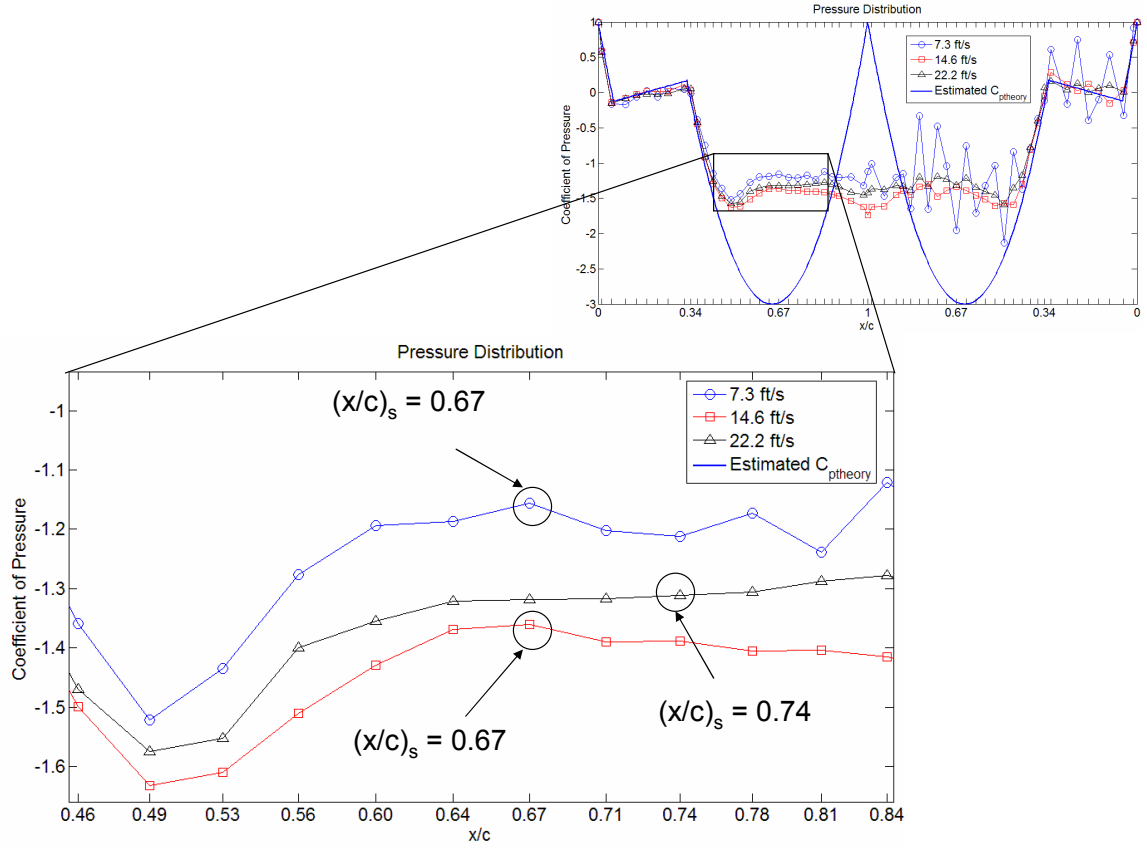 Pressure Distribution
1
0.5
0
-0.5
-1
-1.5
-2
-2.5
-3
Coefficient of Pressure
7.3 ft/s
14.6 ft/s
22.2 ft/s
Estimated Cptheory
0 0.34 0.67 1 0.67 0.34 0
x/c
Pressure Distribution
-1
-1.1
-1.2
-1.3
-1.4
-1.5
-1.6
Coefficient of Pressure
(x/c)s = 0.67
7.3 ft/s
14.6 ft/s
22.2 ft/s
Estimated Cptheory
(x/c)s = 0.74
(x/c)s = 0.67
0.46 0.49 0.53 0.56 0.60 0.64 0.67 0.71 0.74 0.78 0.81 0.84
x/c